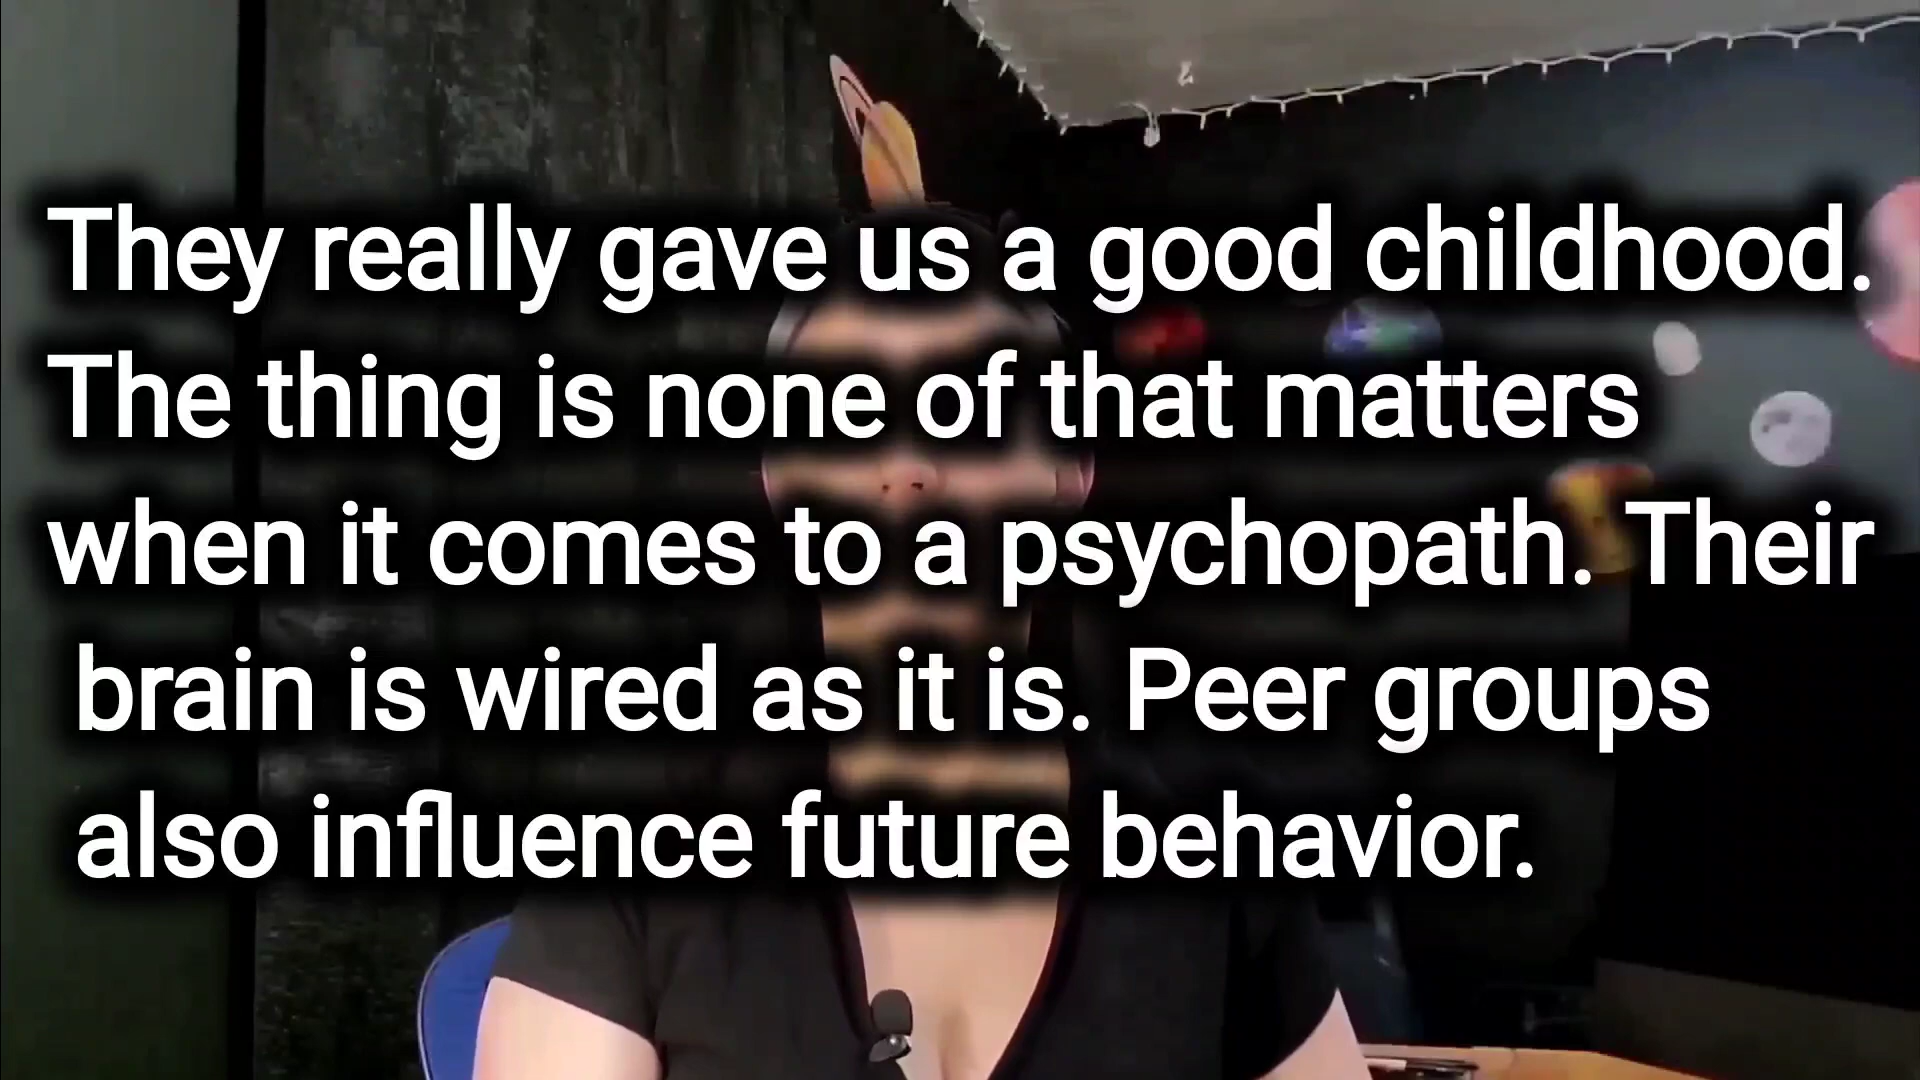 They really gave us a good childhood.
The thing is none of that matters
when it comes to a psychopath. Their
brain is wired as it is. Peer groups
also influence future behavior.